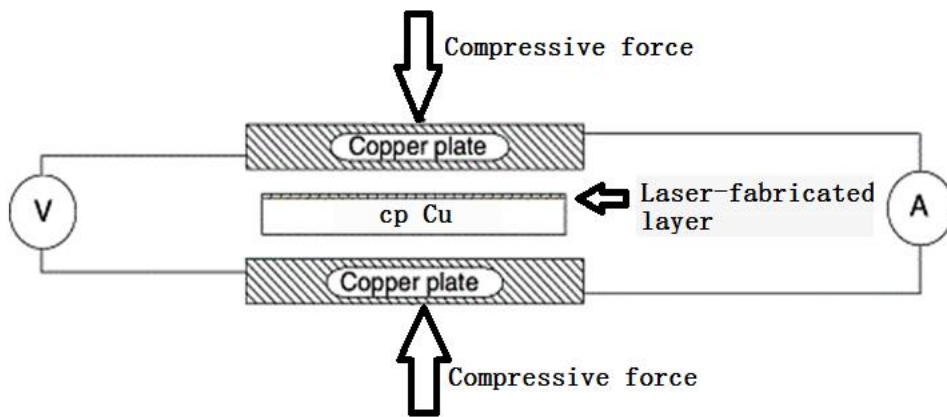 Compressive force
Copper plate
V
cp Cu
Laser-fabricated
layer
A
Copper plate
Compressive force